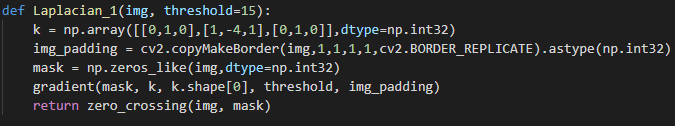 def Laplacian_1(img, threshold=15):
    k = np.array([[0,1,0],[1,-4,1],[0,1,0]],dtype=np.int32)
    img_padding = cv2.copyMakeBorder(img,1,1,1,1,cv2.BORDER_REPLICATE).astype(np.int32)
    mask = np.zeros_like(img,dtype=np.int32)
    gradient(mask, k, k.shape[0], threshold, img_padding)
    return zero_crossing(img, mask)